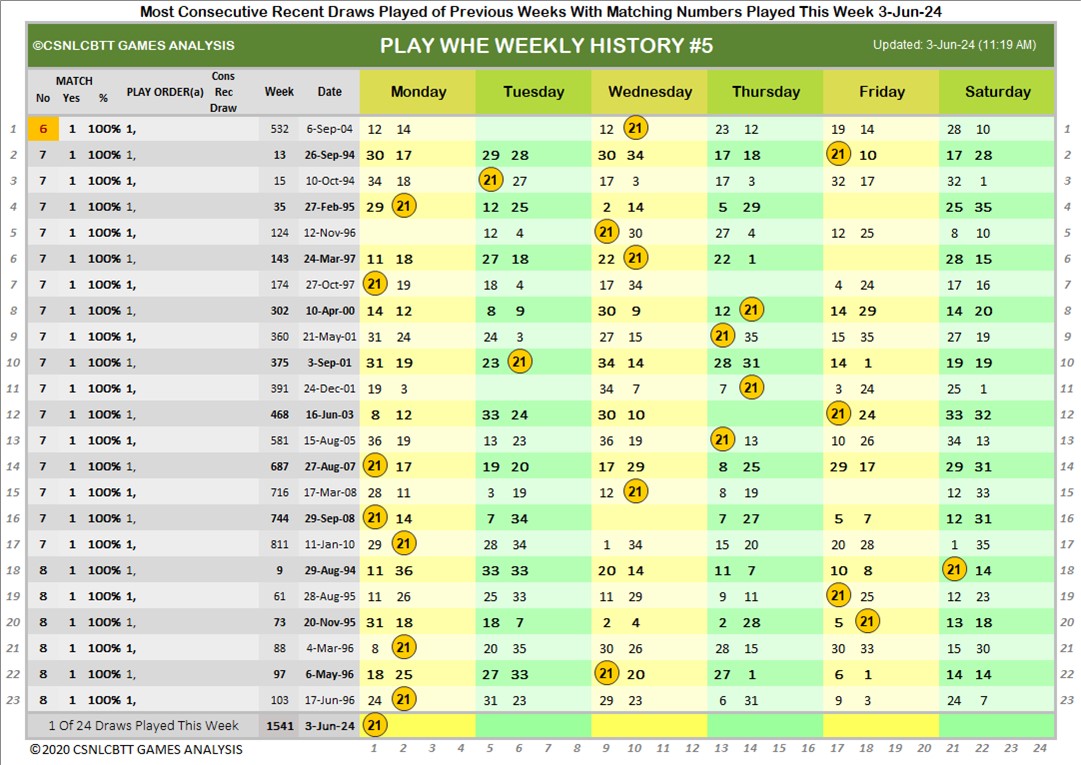 Most Consecutive Recent Draws Played of Previous Weeks With Matching Numbers Played This Week 3-Jun-24
©CSNLCBTT GAMES ANALYSIS PLAY WHE WEEKLY HISTORY #5 Updated: 3-Jun-24 (11:19 AM)
No MATCH Yes % PLAY ORDER(a) Cons Rec Draw Week Date Monday Tuesday Wednesday Thursday Friday Saturday
1 6 1 100% 1, 532 6-Sep-04 12 14 12 21 23 12 19 14 28 10 1
2 7 1 100% 1, 13 26-Sep-94 30 17 29 28 30 34 17 18 21 10 17 28 2
3 7 1 100% 1, 15 10-Oct-94 34 18 21 27 17 3 17 3 32 17 32 1 3
4 7 1 100% 1, 35 27-Feb-95 29 21 12 25 2 14 5 29 25 35 4
5 7 1 100% 1, 124 12-Nov-96 12 4 21 30 27 4 12 25 8 10 5
6 7 1 100% 1, 143 24-Mar-97 11 18 27 18 22 21 22 1 28 15 6
7 7 1 100% 1, 174 27-Oct-97 21 19 18 4 17 34 4 24 17 16 7
8 7 1 100% 1, 302 10-Apr-00 14 12 8 9 30 9 12 21 14 29 14 20 8
9 7 1 100% 1, 360 21-May-01 31 24 24 3 27 15 21 35 15 35 27 19 9
10 7 1 100% 1, 375 3-Sep-01 31 19 23 21 34 14 28 31 14 1 19 19 10
11 7 1 100% 1, 391 24-Dec-01 19 3 34 7 7 21 3 24 25 1 11
12 7 1 100% 1, 468 16-Jun-03 8 12 33 24 30 10 21 24 33 32 12
13 7 1 100% 1, 581 15-Aug-05 36 19 13 23 36 19 21 13 10 26 34 13 13
14 7 1 100% 1, 687 27-Aug-07 21 17 19 20 17 29 8 25 29 17 29 31 14
15 7 1 100% 1, 716 17-Mar-08 28 11 3 19 12 21 8 19 12 33 15
16 7 1 100% 1, 744 29-Sep-08 21 14 7 34 7 27 5 7 12 31 16
17 7 1 100% 1, 811 11-Jan-10 29 21 28 34 1 34 15 20 20 28 1 35 17
18 8 1 100% 1, 9 29-Aug-94 11 36 33 33 20 14 11 7 10 8 21 14 18
19 8 1 100% 1, 61 28-Aug-95 11 26 25 33 11 29 9 11 21 25 12 23 19
20 8 1 100% 1, 73 20-Nov-95 31 18 18 7 2 4 2 28 5 21 13 18 20
21 8 1 100% 1, 88 4-Mar-96 8 21 20 35 30 26 28 15 30 33 15 30 21
22 8 1 100% 1, 97 6-May-96 18 25 27 33 21 20 27 1 6 1 14 14 22
23 8 1 100% 1, 103 17-Jun-96 24 21 31 23 29 23 6 31 9 3 24 7 23
1 Of 24 Draws Played This Week 1541 3-Jun-24 21
©2020 CSNLCBTT GAMES ANALYSIS 1 2 3 4 5 6 7 8 9 10 11 12 13 14 15 16 17 18 19 20 21 22 23 24